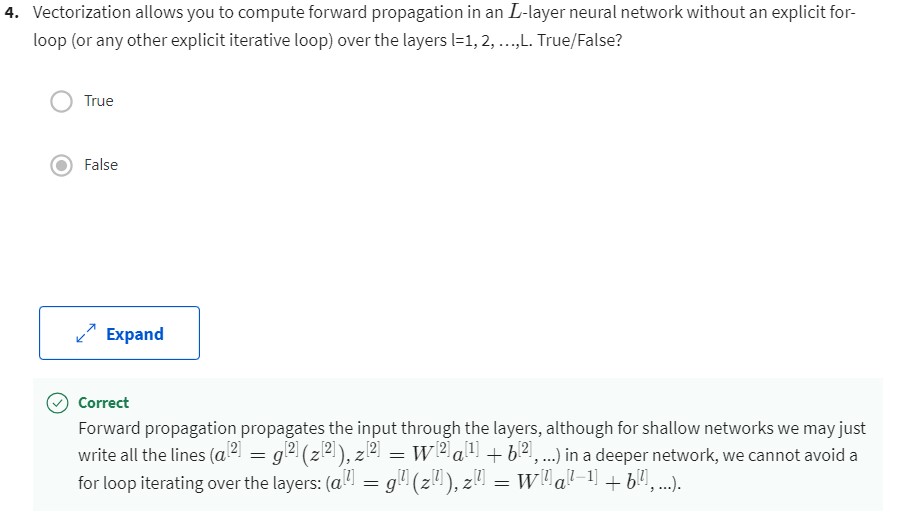 4. Vectorization allows you to compute forward propagation in an L-layer neural network without an explicit for-
loop (or any other explicit iterative loop) over the layers l=1, 2, …,L. True/False?
True
False
Expand
Correct
Forward propagation propagates the input through the layers, although for shallow networks we may just
write all the lines (a^{[2]} = g^{[2]}(z^{[2]}), z^{[2]} = W^{[2]}a^{[1]} + b^{[2]}, ...) in a deeper network, we cannot avoid a
for loop iterating over the layers: (a^{[l]} = g^{[l]}(z^{[l]}), z^{[l]} = W^{[l]}a^{[l−1]} + b^{[l]}, ...).